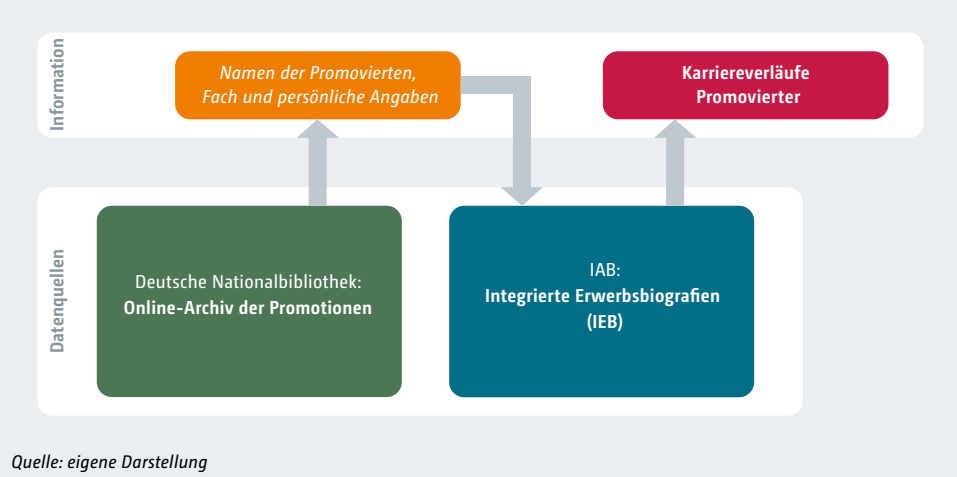 Information
Namen der Promovierten,
Fach und persönliche Angaben
Karriereverläufe
Promovierter
Datenquellen
Deutsche Nationalbibliothek:
Online-Archiv der Promotionen
IAB:
Integrierte Erwerbsbiografien
(IEB)
Quelle: eigene Darstellung